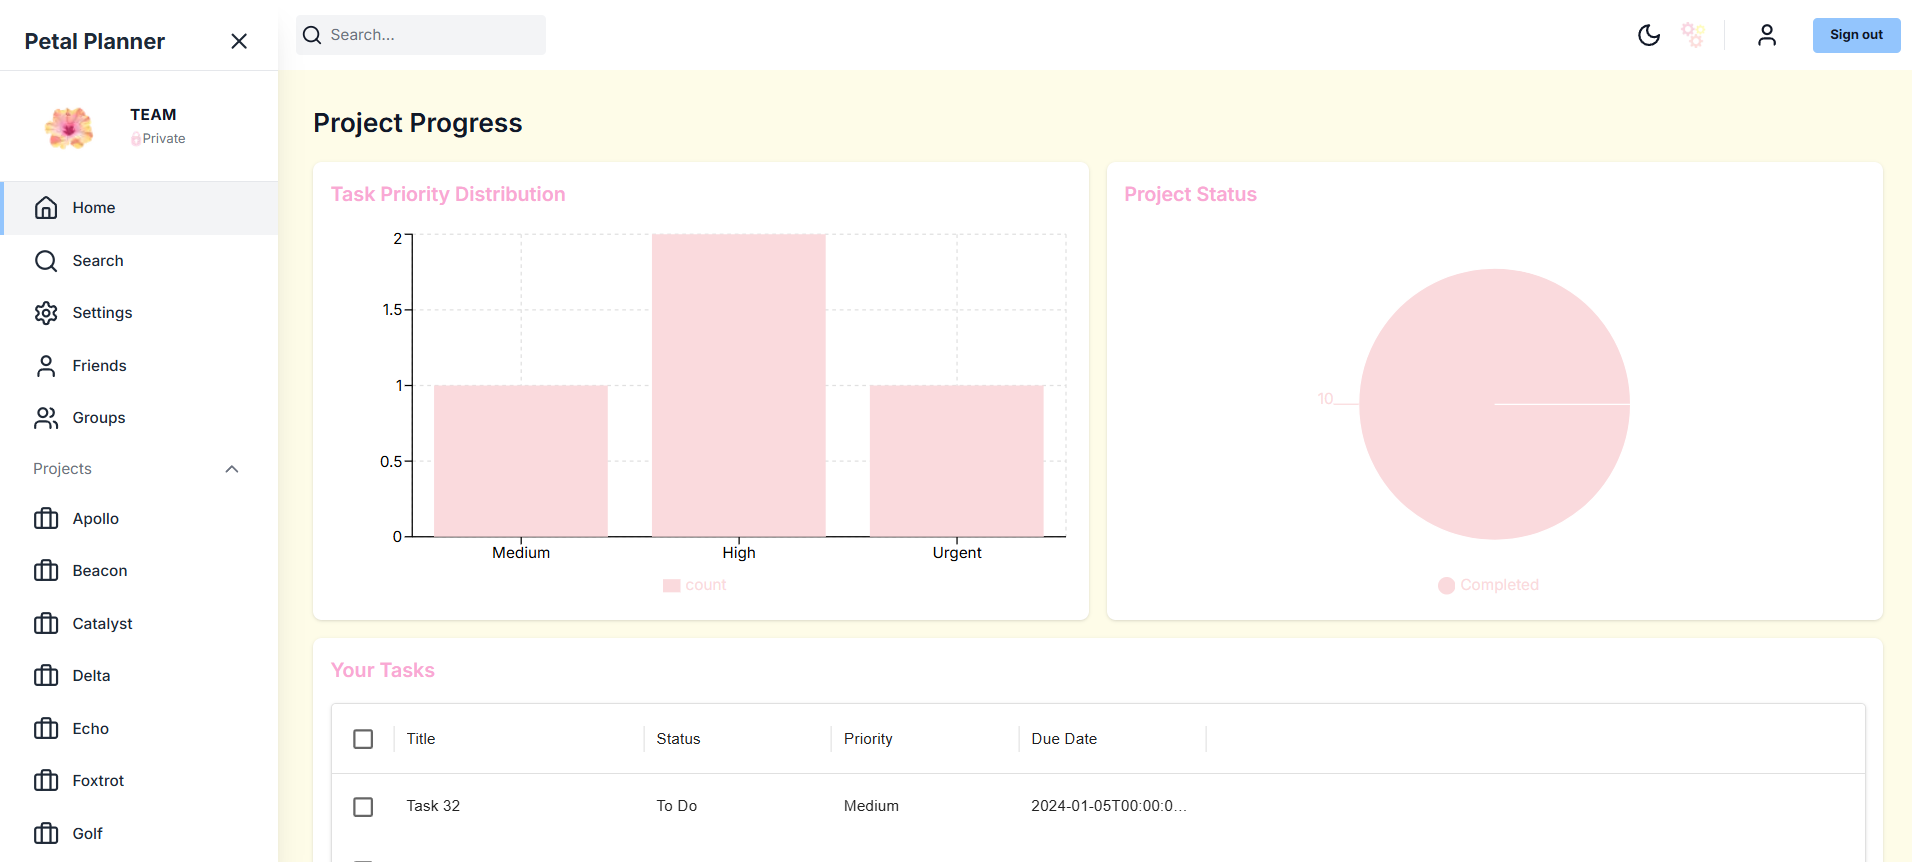 Petal Planner
Search...
Sign out
TEAM
Private
Home
Search
Settings
Friends
Groups
Projects
Apollo
Beacon
Catalyst
Delta
Echo
Foxtrot
Golf
Project Progress
Task Priority Distribution
2
1.5
1
0.5
0
Medium High Urgent
count
Project Status
10
Completed
Your Tasks
Title Status Priority Due Date
Task 32 To Do Medium 2024-01-05T00:00:0...